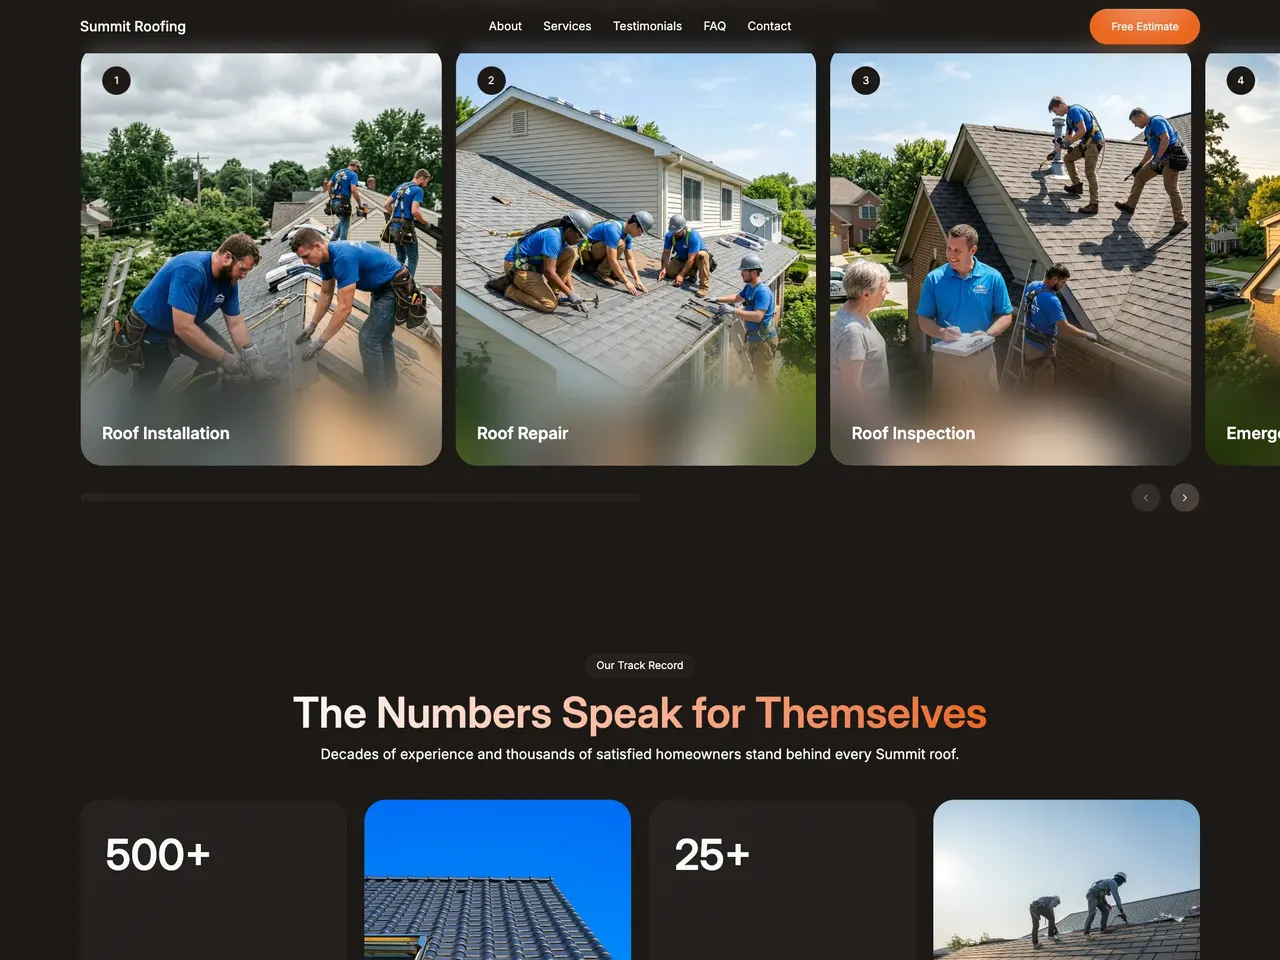 Summit Roofing
About
Services
Testimonials
FAQ
Contact
Free Estimate
1
2
3
4
Roof Installation
Roof Repair
Roof Inspection
Our Track Record
The Numbers Speak for Themselves
Decades of experience and thousands of satisfied homeowners stand behind every Summit roof.
500+
25+